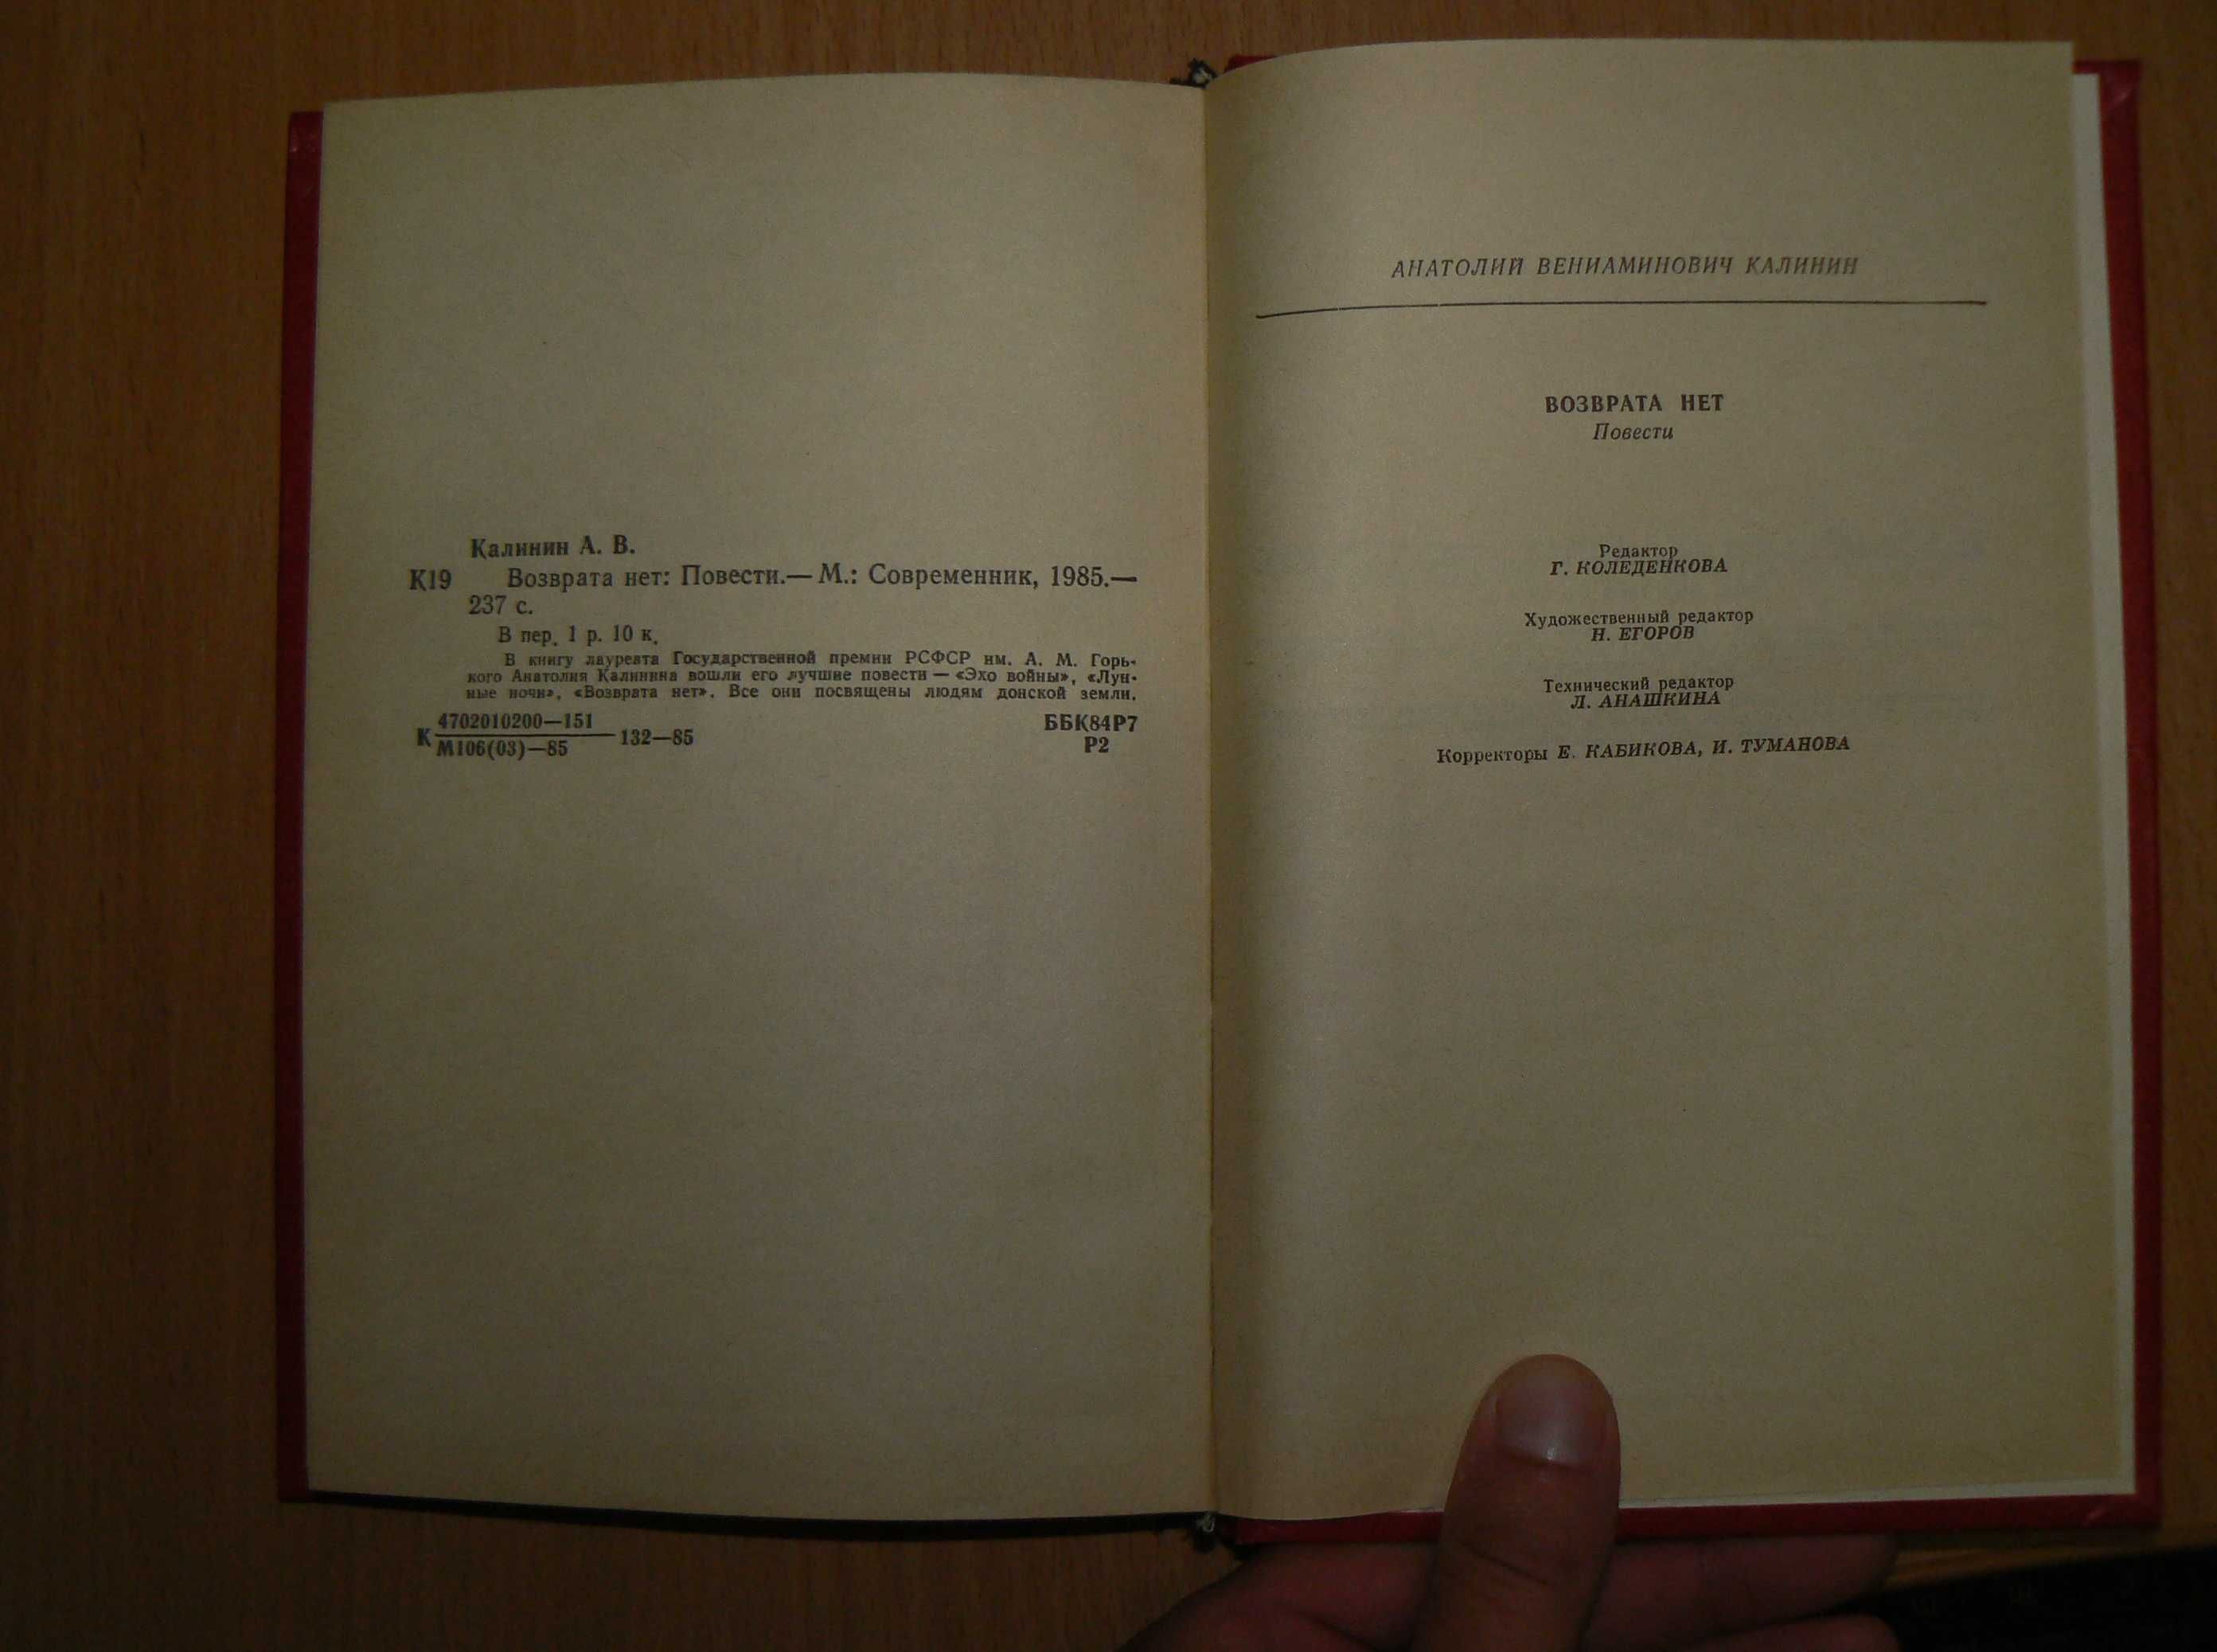 Калинин А. В.
К19 Возврата нет: Повести.— М.: Современник, 1985.—
237 с.
В пер. 1 р. 10 к.
В книгу лауреата Государственной премии РСФСР им. А. М. Горь-
кого Анатолия Калинина вошли его лучшие повести — «Эхо войны», «Лун-
ные ночи», «Возврата нет». Все они посвящены людям донской земли.
К 4702010200—151
М106(03)—85
132—85
ББК84Р7
Р2
АНАТОЛИЙ ВЕНИАМИНОВИЧ КАЛИНИН
ВОЗВРАТА НЕТ
Повести
Редактор
Г. КОЛЕДЕНКОВА
Художественный редактор
Н. ЕГОРОВ
Технический редактор
Л. АНАШКИНА
Корректоры Е. КАБИКОВА, И. ТУМАНОВА